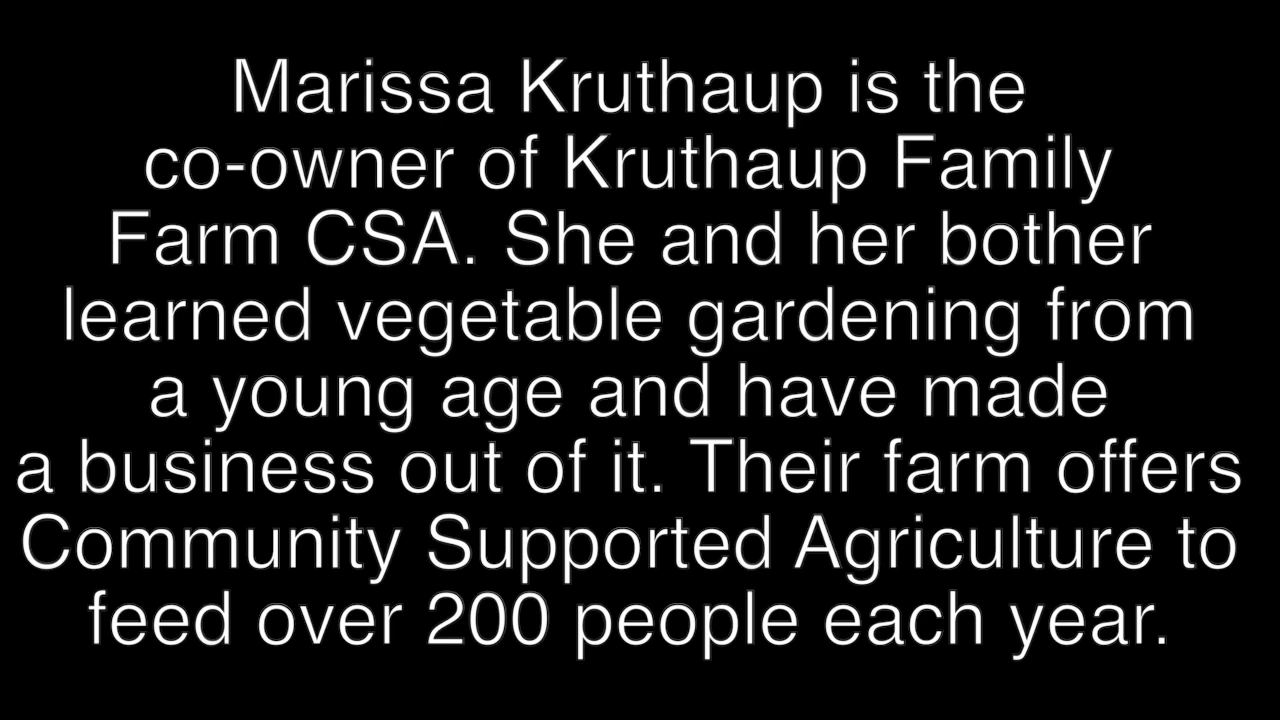 Marissa Kruthaup is the
co-owner of Kruthaup Family
Farm CSA. She and her bother
learned vegetable gardening from
a young age and have made
a business out of it. Their farm offers
Community Supported Agriculture to
feed over 200 people each year.